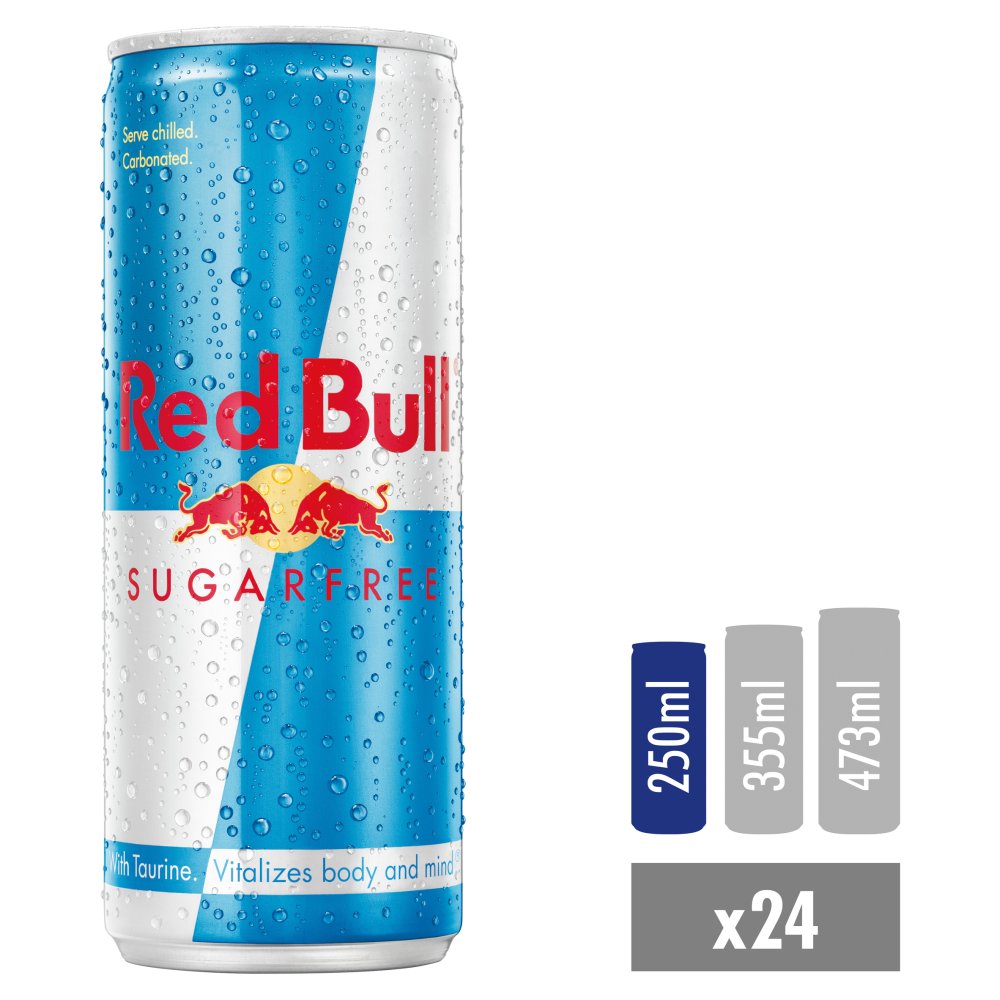 Serve chilled.
Carbonated.
Red Bull
SUGARFREE
With Taurine. Vitalizes body and mind®
250ml
355ml
473ml
x24